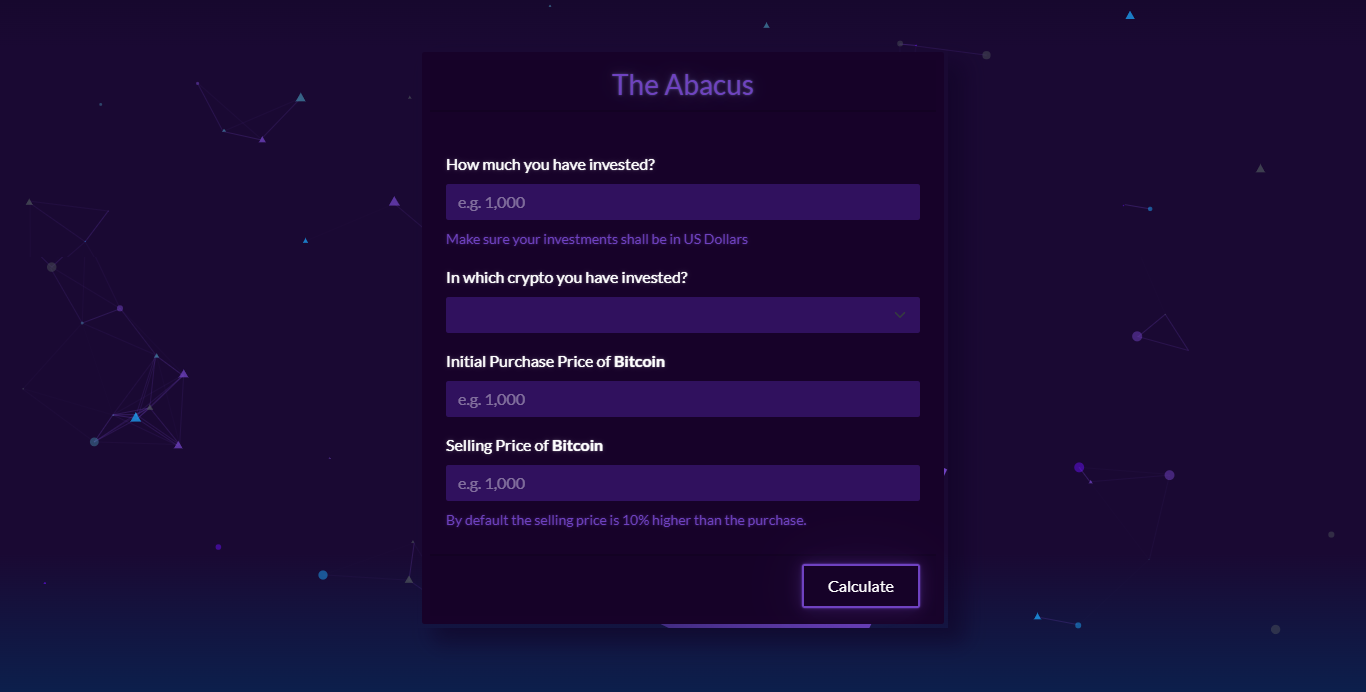 The Abacus
How much you have invested?
e.g. 1,000
Make sure your investments shall be in US Dollars
In which crypto you have invested?
Initial Purchase Price of Bitcoin
e.g. 1,000
Selling Price of Bitcoin
e.g. 1,000
By default the selling price is 10% higher than the purchase.
Calculate